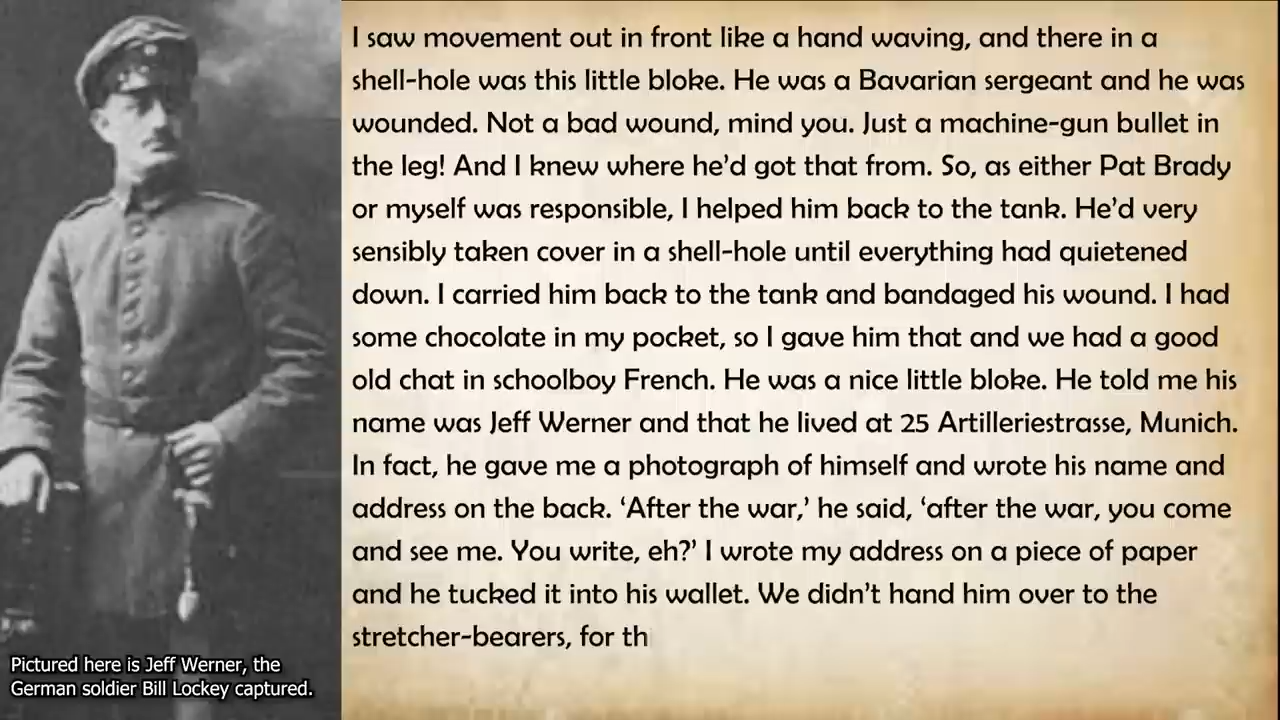 I saw movement out in front like a hand waving, and there in a
shell-hole was this little bloke. He was a Bavarian sergeant and he was
wounded. Not a bad wound, mind you. Just a machine-gun bullet in
the leg! And I knew where he’d got that from. So, as either Pat Brady
or myself was responsible, I helped him back to the tank. He’d very
sensibly taken cover in a shell-hole until everything had quietened
down. I carried him back to the tank and bandaged his wound. I had
some chocolate in my pocket, so I gave him that and we had a good
old chat in schoolboy French. He was a nice little bloke. He told me his
name was Jeff Werner and that he lived at 25 Artilleriestrasse, Munich.
In fact, he gave me a photograph of himself and wrote his name and
address on the back. ‘After the war,’ he said, ‘after the war, you come
and see me. You write, eh?’ I wrote my address on a piece of paper
and he tucked it into his wallet. We didn’t hand him over to the
stretcher-bearers, for th
Pictured here is Jeff Werner, the
German soldier Bill Lockey captured.